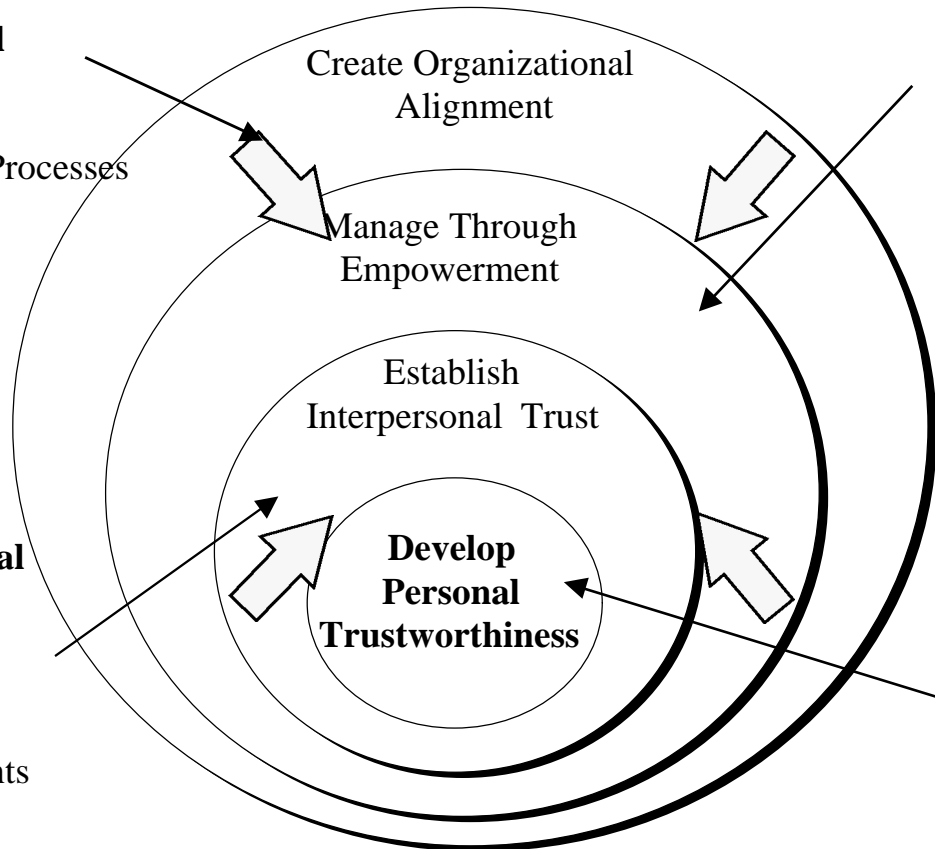 Create Organizational
Alignment
Processes
Manage Through
Empowerment
Establish
Interpersonal Trust
Develop
Personal
Trustworthiness